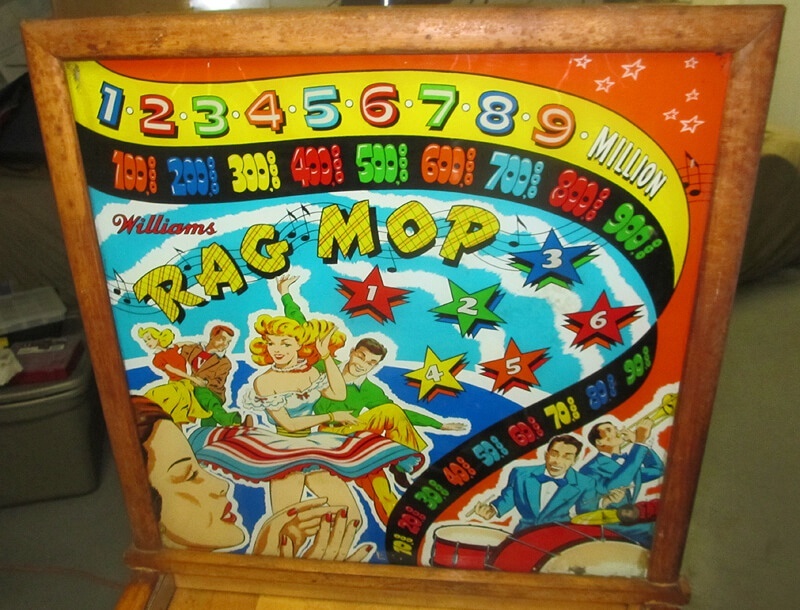 1 · 2 · 3 · 4 · 5 · 6 · 7 · 8 · 9 · MILLION
100,000 200,000 300,000 400,000 500,000 600,000 700,000 800,000 900,000
Williams
RAG MOP
1 2 3
4 5 6
10,000 20,000 30,000 40,000 50,000 60,000 70,000 80,000 90,000